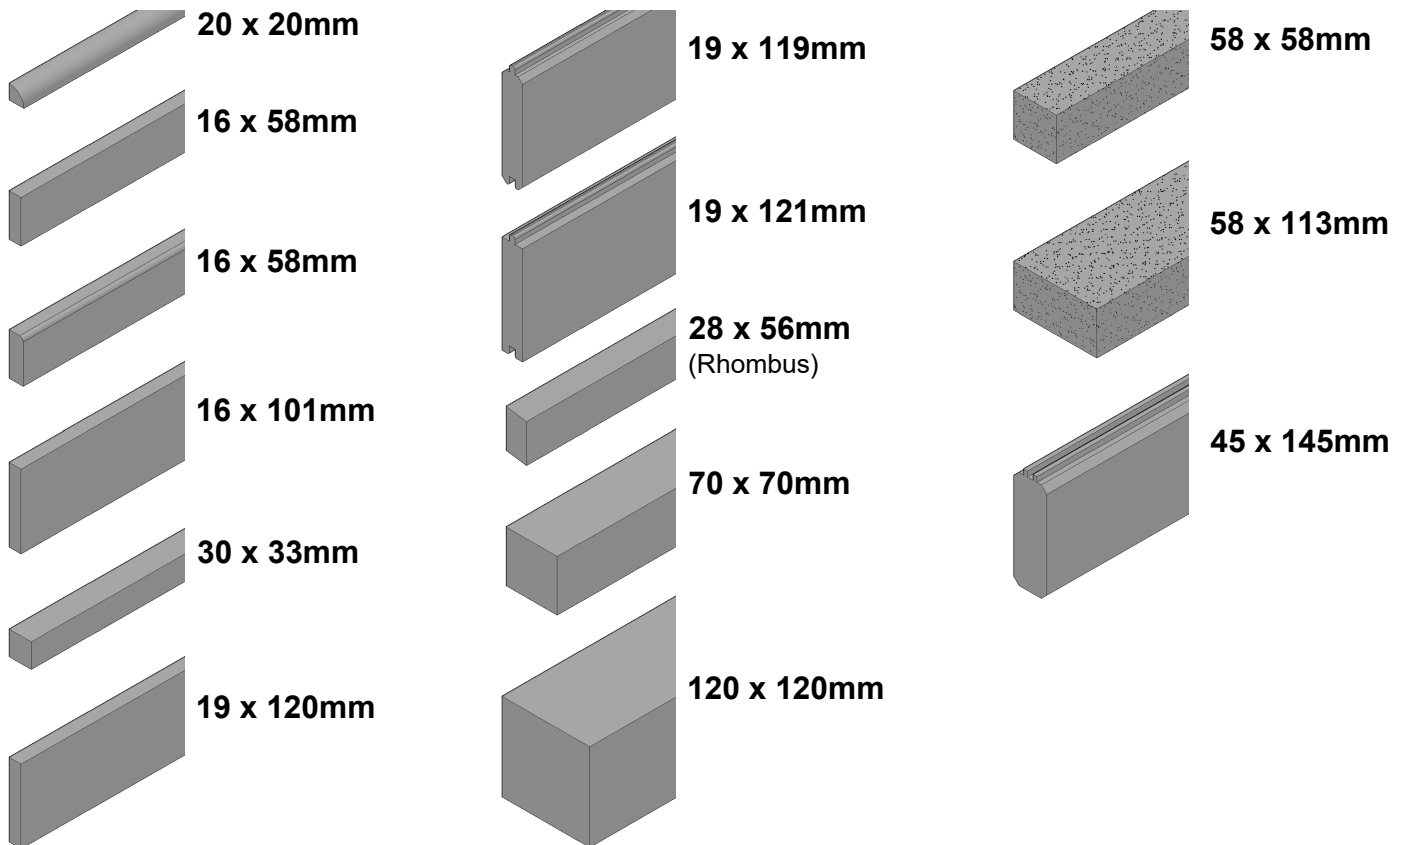 20 x 20mm
16 x 58mm
16 x 58mm
16 x 101mm
30 x 33mm
19 x 120mm
19 x 119mm
19 x 121mm
28 x 56mm
(Rhombus)
70 x 70mm
120 x 120mm
58 x 58mm
58 x 113mm
45 x 145mm